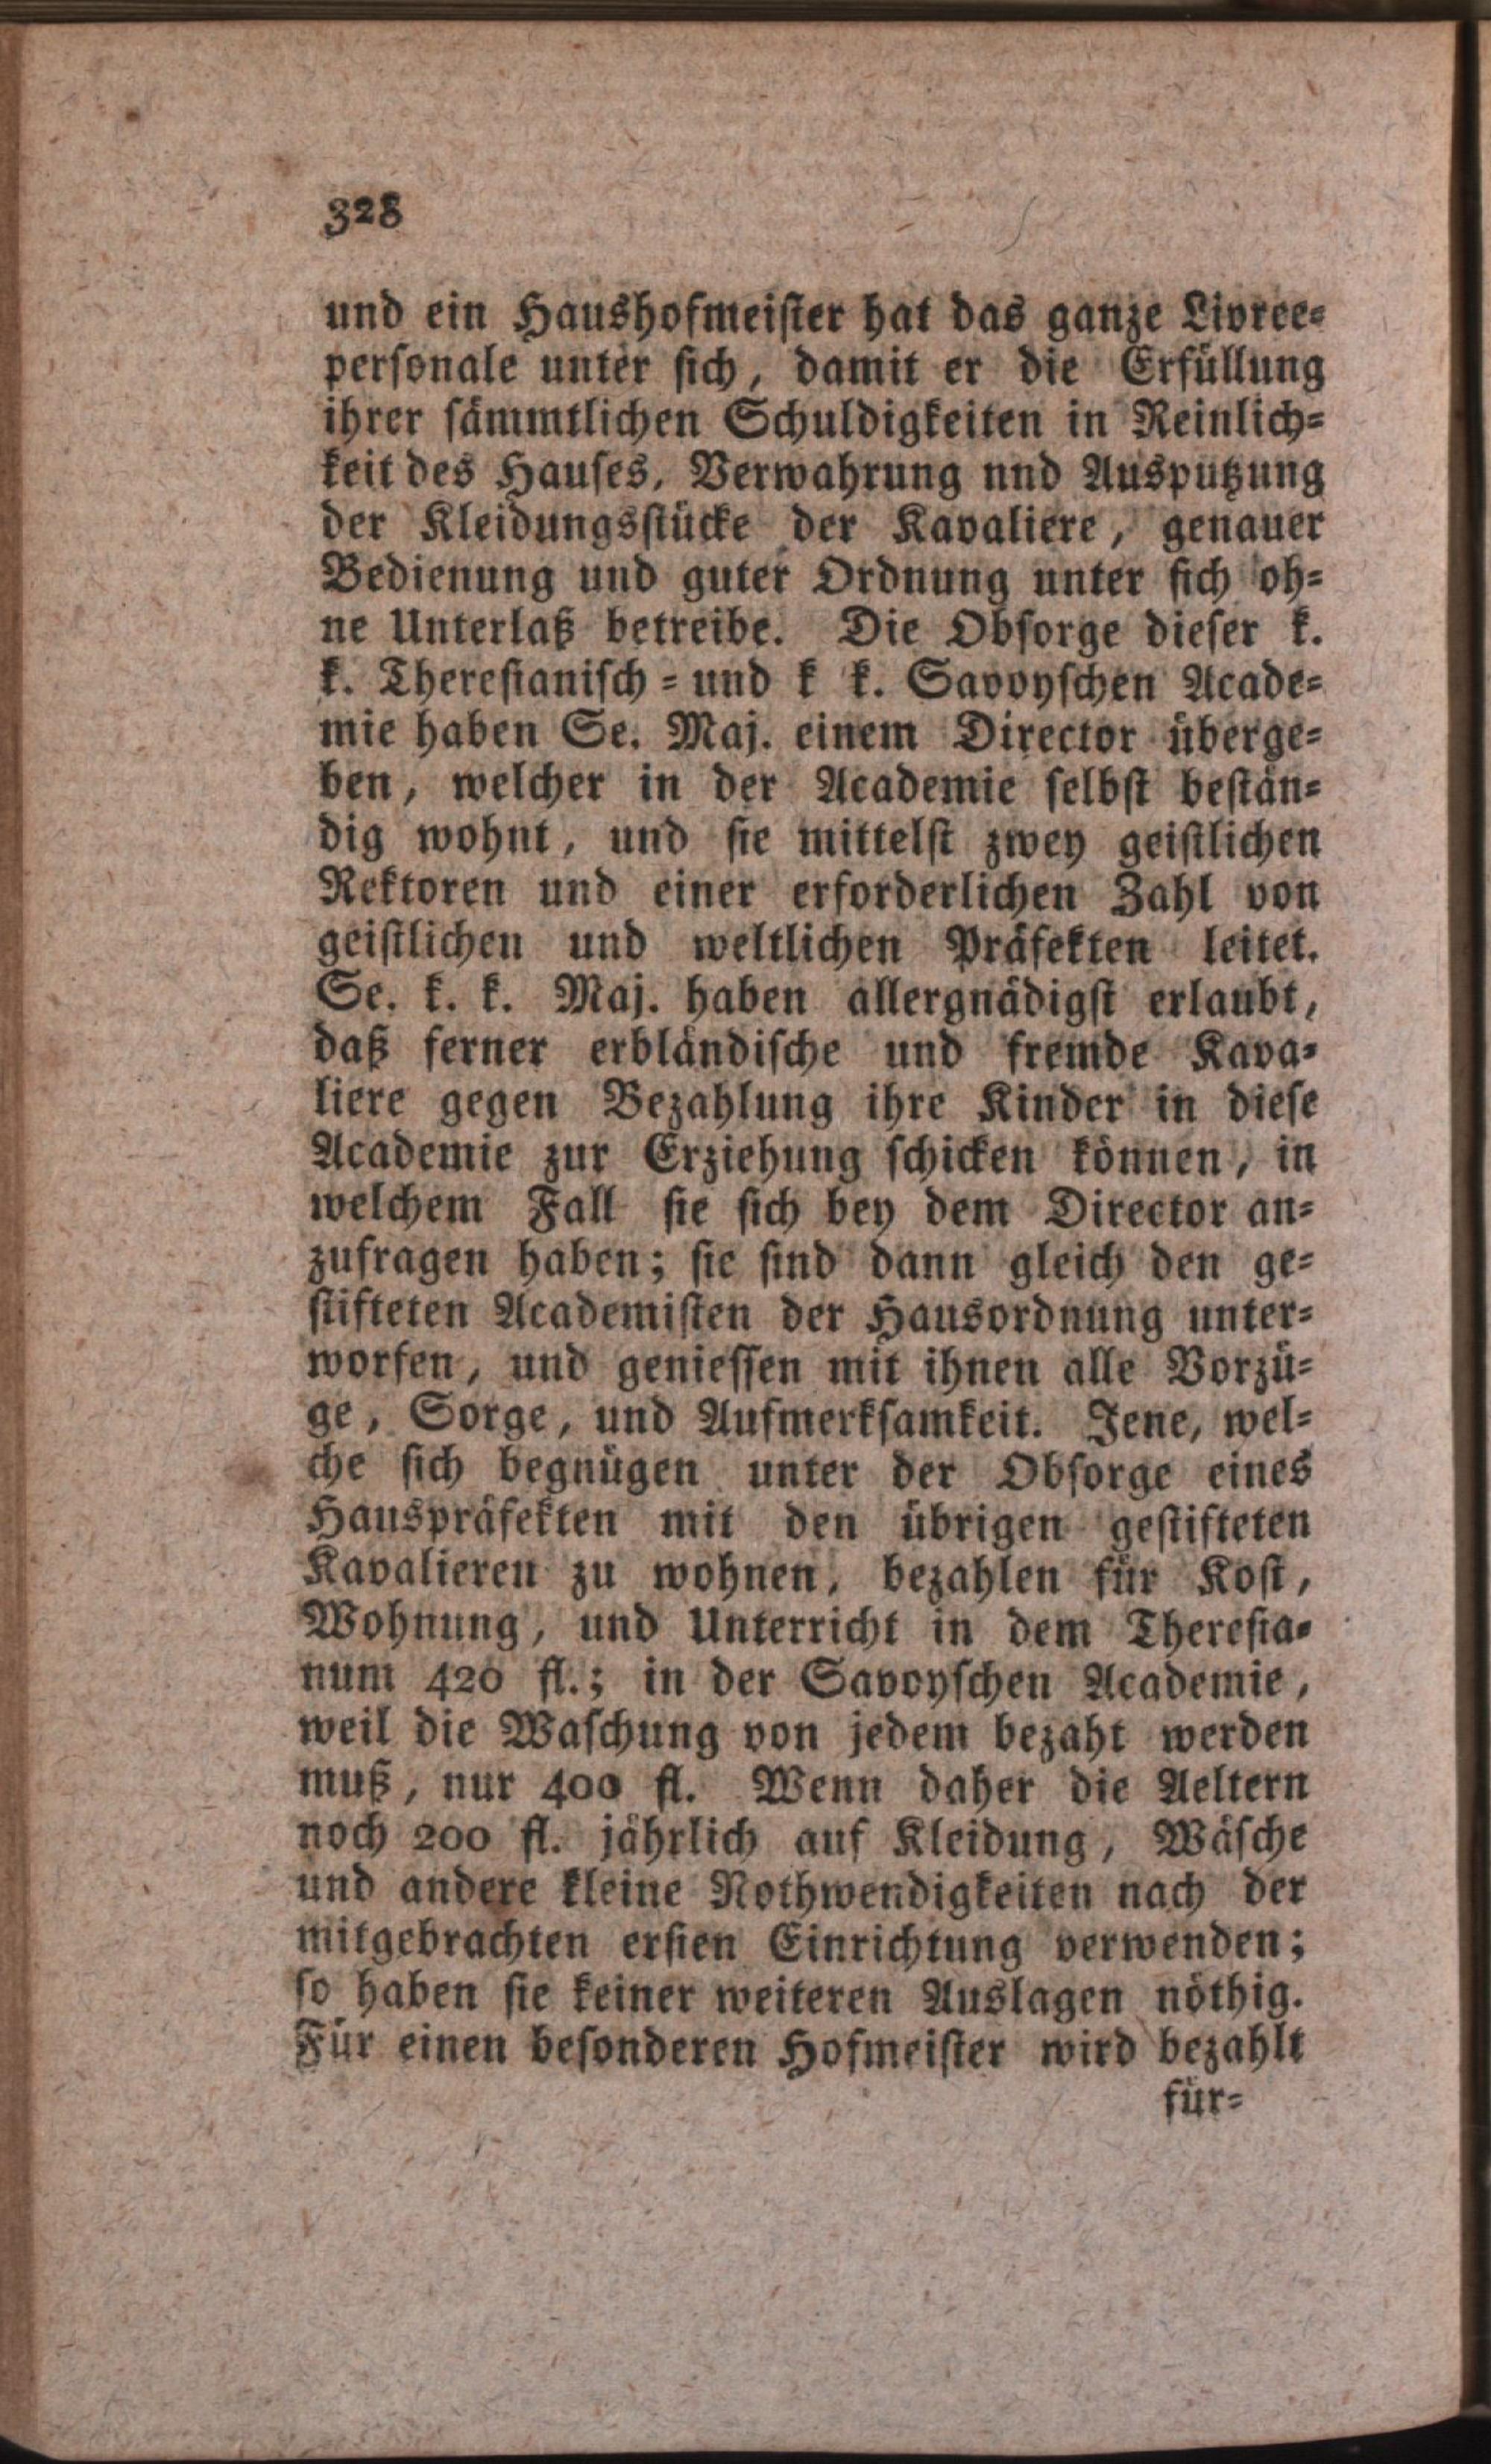 328
und ein Haushofmeister hat das ganze Livree-
personale unter sich, damit er die Erfüllung
ihrer sämmtlichen Schuldigkeiten in Reinlich-
keit des Hauses, Verwahrung nnd Ausputzung
der Kleidungsstücke der Kavaliere, genauer
Bedienung und guter Ordnung unter sich oh-
ne Unterlaß betreibe. Die Obsorge dieser k.
k. Theresianisch- und k k. Savoyschen Acade-
mie haben Se. Maj. einem Director überge-
ben, welcher in der Academie selbst bestän-
dig wohnt, und sie mittelst zwey geistlichen
Rektoren und einer erforderlichen Zahl von
geistlichen und weltlichen Präfekten leitet.
Se. k. k. Maj. haben allergnädigst erlaubt,
daß ferner erbländische und fremde Kava-
liere gegen Bezahlung ihre Kinder in diese
Academie zur Erziehung schicken können, in
welchem Fall sie sich bey dem Director an-
zufragen haben; sie sind dann gleich den ge-
stifteten Academisten der Hausordnung unter-
worfen, und geniessen mit ihnen alle Vorzü-
ge, Sorge, und Aufmerksamkeit. Jene, wel-
che sich begnügen unter der Obsorge eines
Hauspräfekten mit den übrigen gestifteten
Kavalieren zu wohnen, bezahlen für Kost,
Wohnung, und Unterricht in dem Theresia-
num 420 fl.; in der Savoyschen Academie,
weil die Waschung von jedem bezaht werden
muß, nur 400 fl. Wenn daher die Aeltern
noch 200 fl. jährlich auf Kleidung, Wäsche
und andere kleine Nothwendigkeiten nach der
mitgebrachten ersten Einrichtung verwenden;
so haben sie keiner weiteren Auslagen nöthig.
Für einen besonderen Hofmeister wird bezahlt
für-